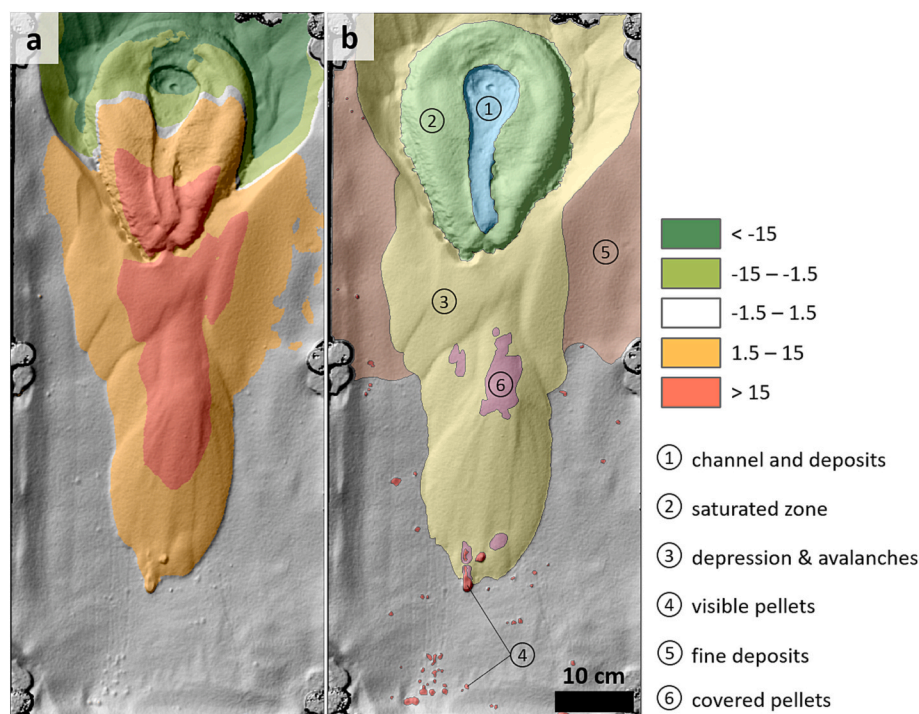 a
b
1
2
3
4
5
6
10 cm
< -15
-15 – -1.5
-1.5 – 1.5
1.5 – 15
> 15
1 channel and deposits
2 saturated zone
3 depression & avalanches
4 visible pellets
5 fine deposits
6 covered pellets